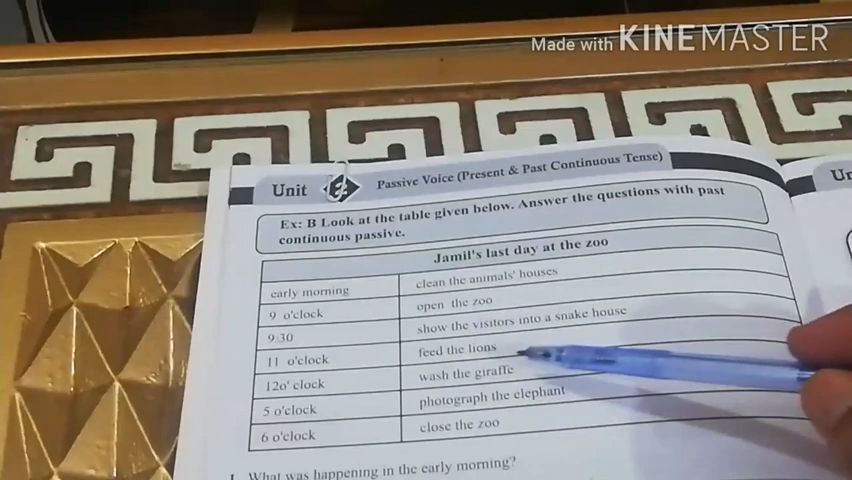 Made with KINEMASTER
Unit 2 Passive Voice (Present & Past Continuous Tense)
Ex: B Look at the table given below. Answer the questions with past
continuous passive.
Jamil's last day at the zoo
early morning clean the animals' houses
9 o'clock open the zoo
9:30 show the visitors into a snake house
11 o'clock feed the lions
12o' clock wash the giraffe
5 o'clock photograph the elephant
6 o'clock close the zoo
1. What was happening in the early morning?